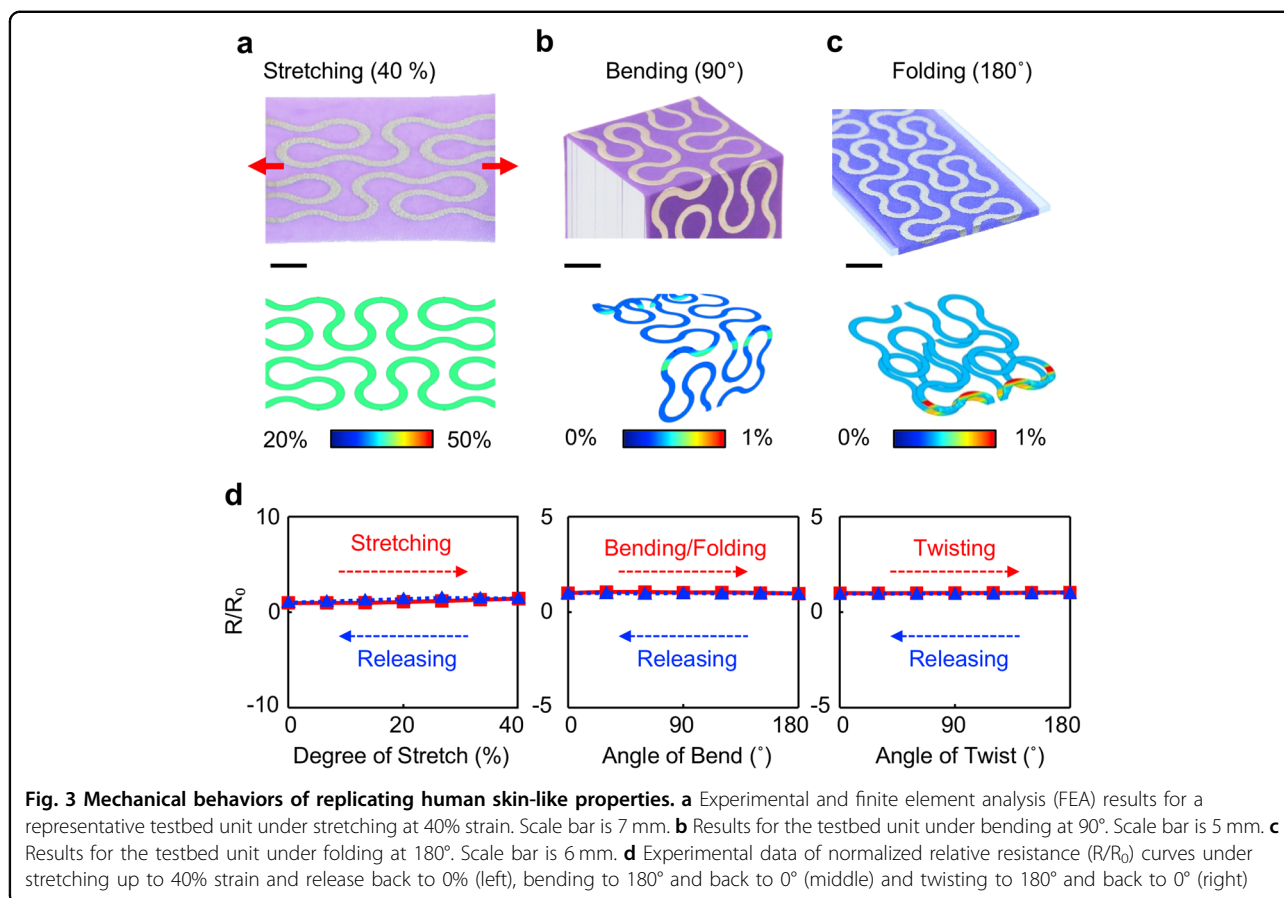 a
Stretching (40 %)
b
Bending (90°)
c
Folding (180˚)
20%
50%
0%
1%
0%
1%
d
10
0
-10
R/R₀
Stretching
Releasing
0
20
40
Degree of Stretch (%)
5
0
-5
Bending/Folding
Releasing
0
90
180
Angle of Bend (˚)
5
0
-5
Twisting
Releasing
0
90
180
Angle of Twist (˚)
Fig. 3 Mechanical behaviors of replicating human skin-like properties. a Experimental and finite element analysis (FEA) results for a
representative testbed unit under stretching at 40% strain. Scale bar is 7 mm. b Results for the testbed unit under bending at 90°. Scale bar is 5 mm. c
Results for the testbed unit under folding at 180°. Scale bar is 6 mm. d Experimental data of normalized relative resistance (R/R₀) curves under
stretching up to 40% strain and release back to 0% (left), bending to 180° and back to 0° (middle) and twisting to 180° and back to 0° (right)